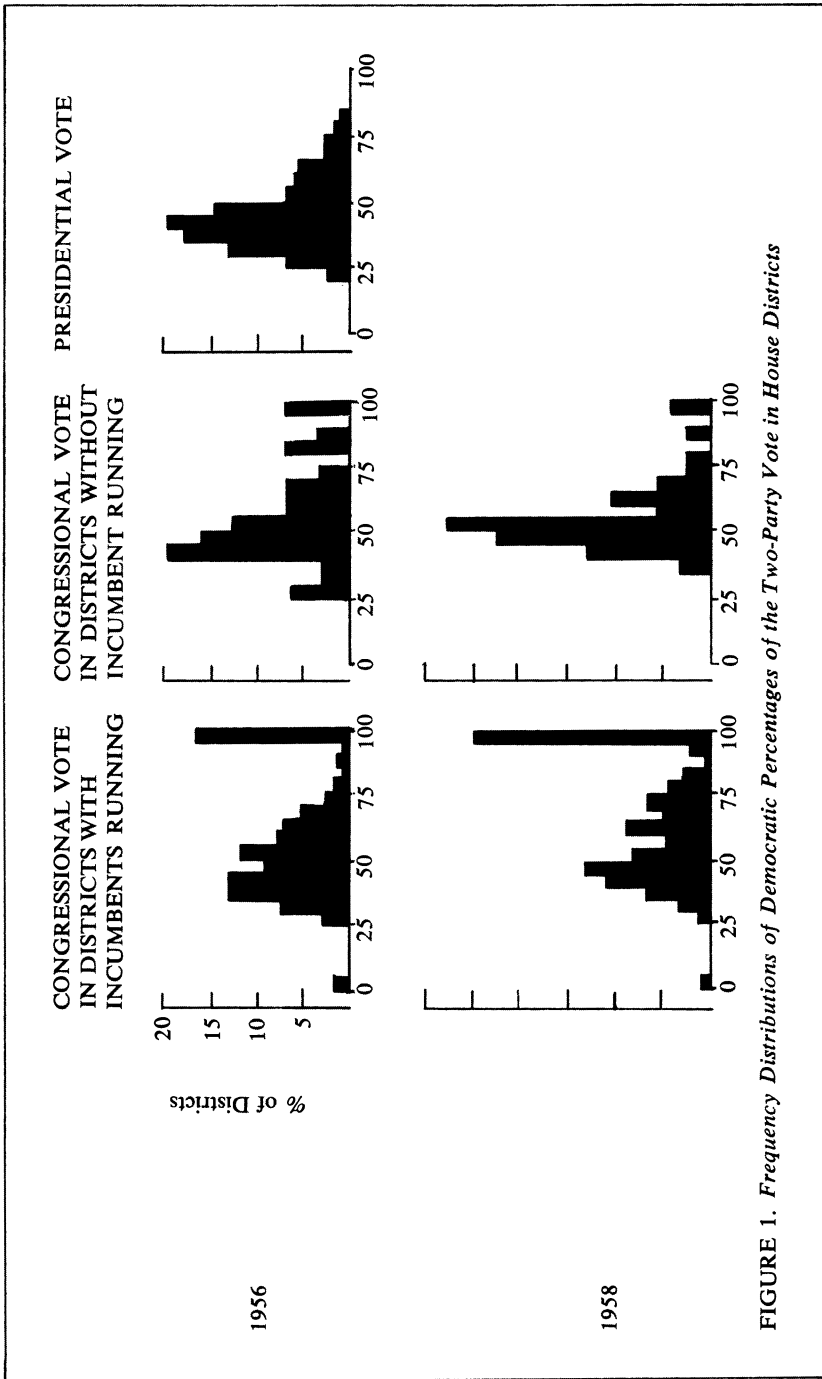 CONGRESSIONAL VOTE
IN DISTRICTS WITH
INCUMBENTS RUNNING
CONGRESSIONAL VOTE
IN DISTRICTS WITHOUT
INCUMBENT RUNNING
PRESIDENTIAL VOTE
1956
% of Districts
20
15
10
5
0 25 50 75 100
0 25 50 75 100
0 25 50 75 100
1958
0 25 50 75 100
0 25 50 75 100
FIGURE 1. Frequency Distributions of Democratic Percentages of the Two-Party Vote in House Districts